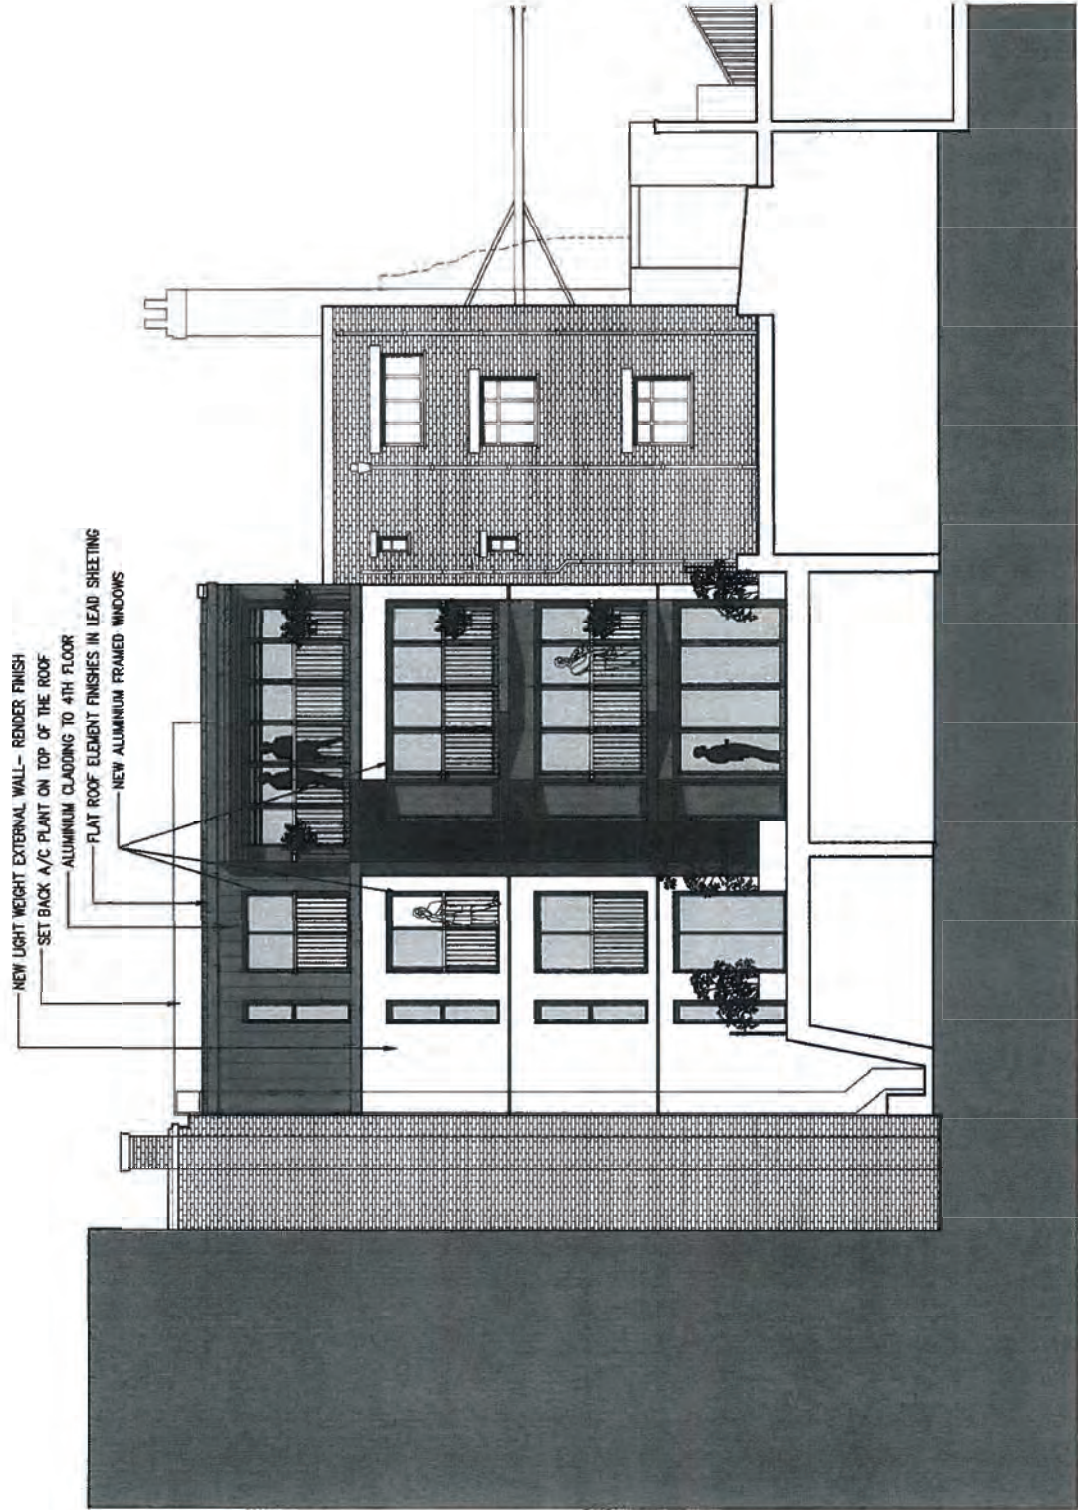 NEW LIGHT WEIGHT EXTERNAL WALL- RENDER FINISH
SET BACK A/C PLANT ON TOP OF THE ROOF
ALUMINIUM CLADDING TO 4TH FLOOR
FLAT ROOF ELEMENT FINISHES IN LEAD SHEETING
NEW ALUMINIUM FRAMED WINDOWS